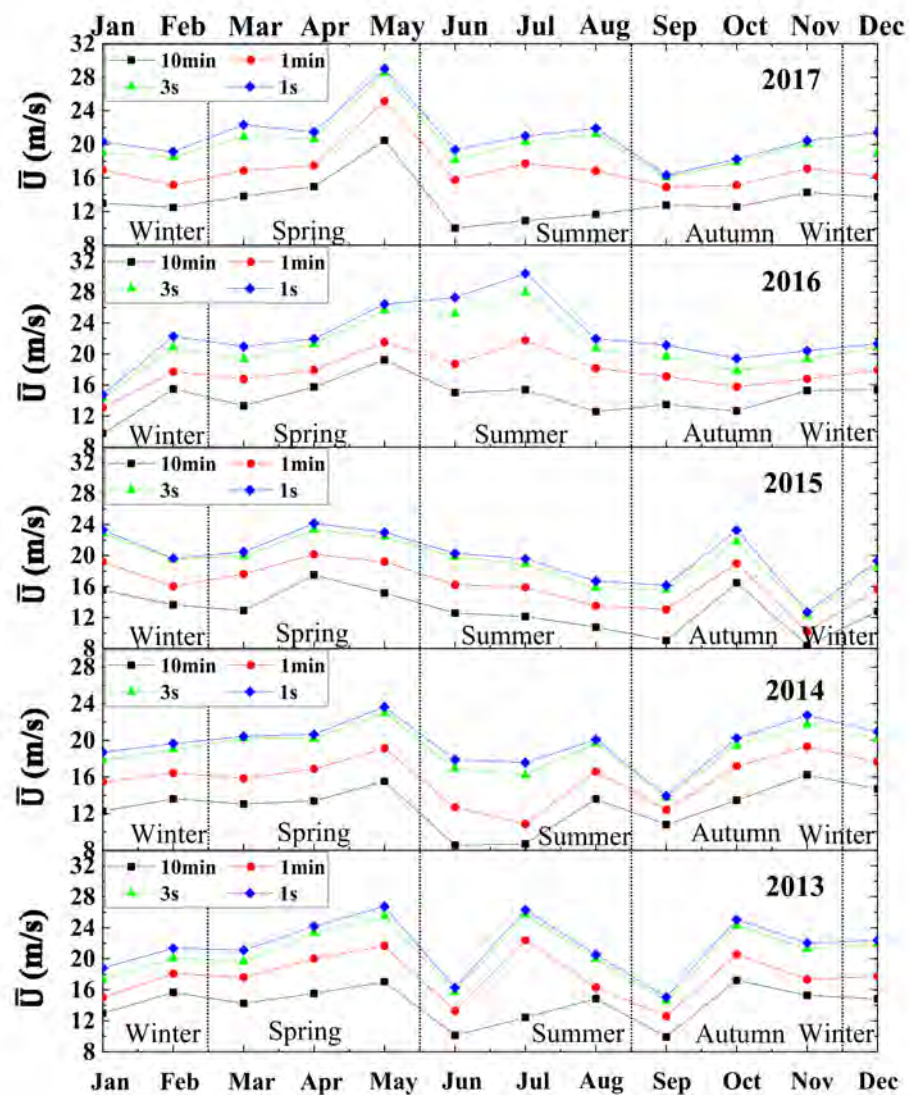 Jan Feb Mar Apr May Jun Jul Aug Sep Oct Nov Dec
32
28
24
20
16
12
8
Ū (m/s)
10min 1min
3s 1s
2017
Winter Spring Summer Autumn Winter
32
28
24
20
16
12
8
Ū (m/s)
10min 1min
3s 1s
2016
Winter Spring Summer Autumn Winter
32
28
24
20
16
12
8
Ū (m/s)
10min 1min
3s 1s
2015
Winter Spring Summer Autumn Winter
28
24
20
16
12
8
Ū (m/s)
10min 1min
3s 1s
2014
Winter Spring Summer Autumn Winter
32
28
24
20
16
12
8
Ū (m/s)
10min 1min
3s 1s
2013
Winter Spring Summer Autumn Winter
Jan Feb Mar Apr May Jun Jul Aug Sep Oct Nov Dec